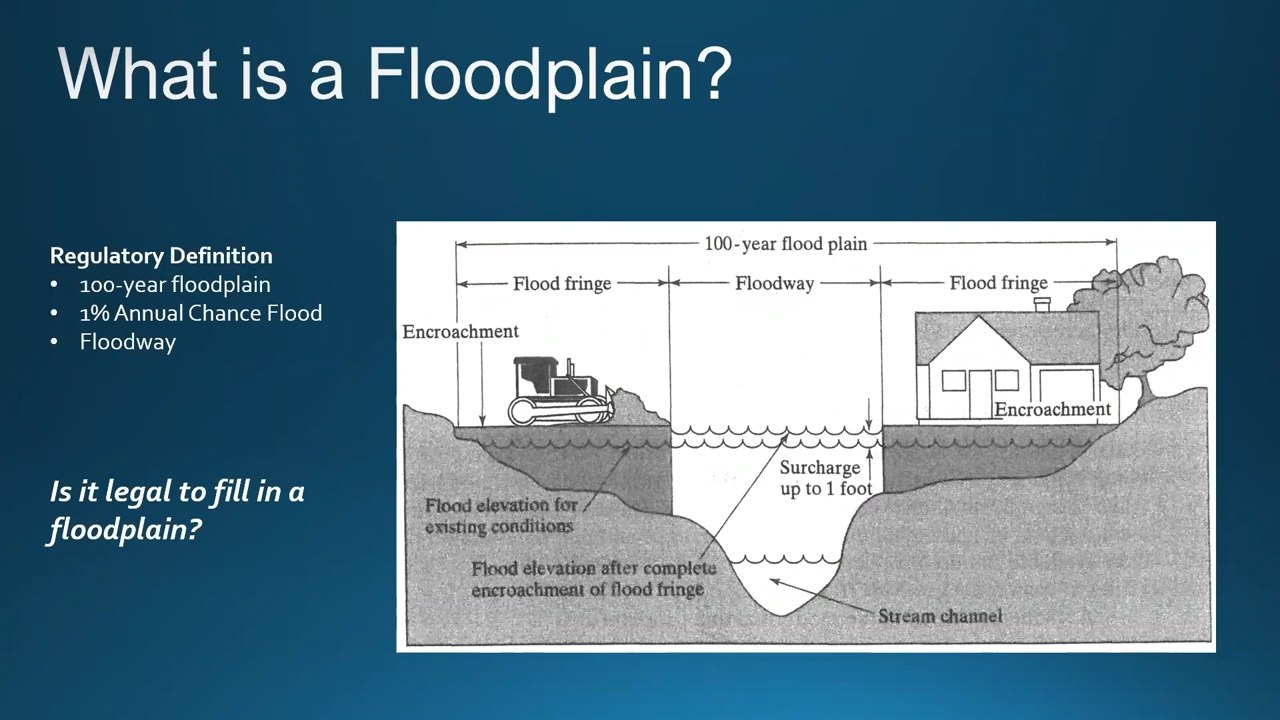 What is a Floodplain?
Regulatory Definition
• 100-year floodplain
• 1% Annual Chance Flood
• Floodway
Is it legal to fill in a
floodplain?
100-year flood plain
Flood fringe
Floodway
Flood fringe
Encroachment
Encroachment
Surcharge
up to 1 foot
Flood elevation for
existing conditions
Flood elevation after complete
encroachment of flood fringe
Stream channel